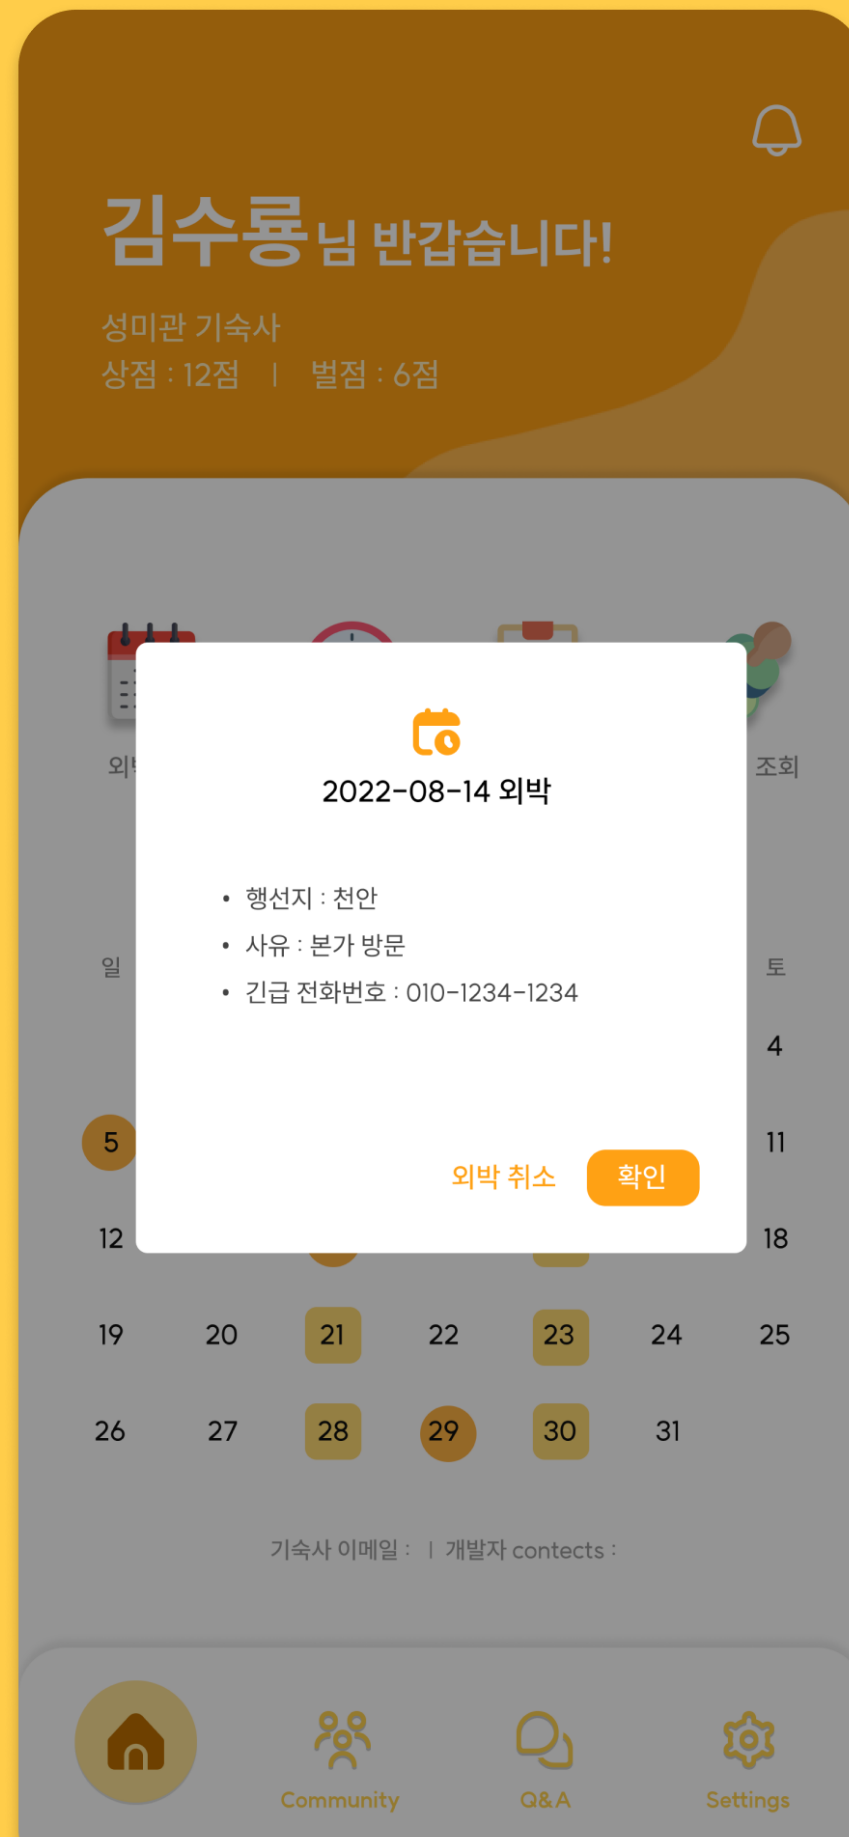 김수룡님 반갑습니다!
성미관 기숙사
상점 : 12점 | 벌점 : 6점
조회
2022-08-14 외박
• 행선지 : 천안
• 사유 : 본가 방문
• 긴급 전화번호 : 010-1234-1234
외박 취소 확인
일 토
4
5 11
12 18
19 20 21 22 23 24 25
26 27 28 29 30 31
기숙사 이메일 : | 개발자 contects :
Community Q&A Settings